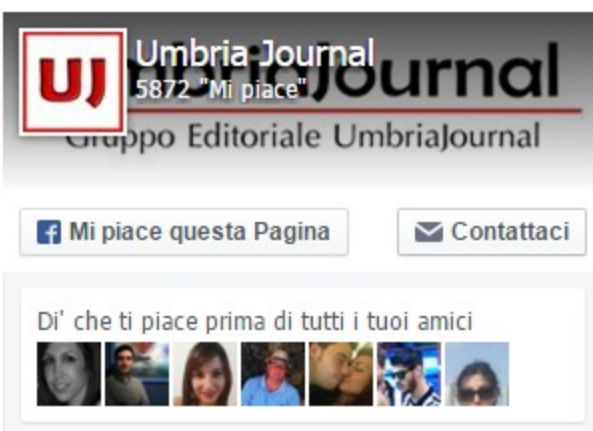 UJ
Umbria Journal
5872 "Mi piace"
UmbriaJournal
Gruppo Editoriale UmbriaJournal
Mi piace questa Pagina
Contattaci
Di' che ti piace prima di tutti i tuoi amici